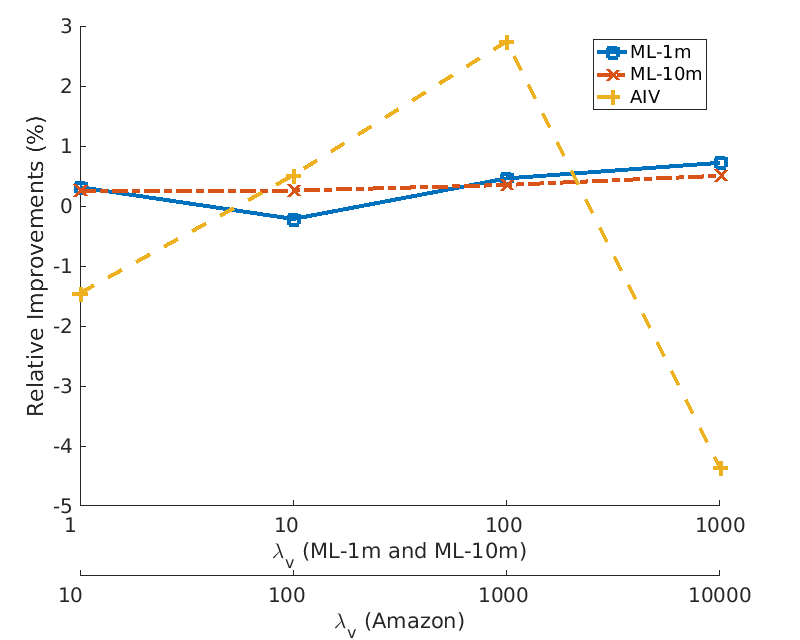 3
2
1
0
-1
-2
-3
-4
-5
Relative Improvements (%)
ML-1m
ML-10m
AIV
1 10 100 1000
λv (ML-1m and ML-10m)
10 100 1000 10000
λv (Amazon)